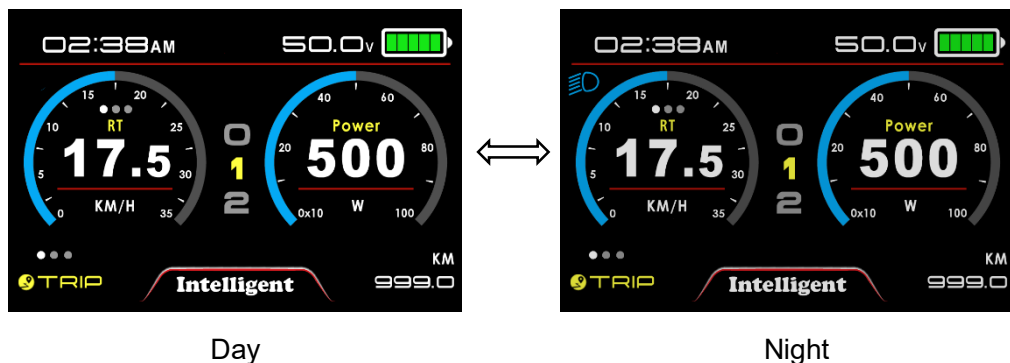 02:38AM 50.0V
15 20
10 RT 25
17.5
5 30
0 KM/H 35
0
1
2
40 60
Power
20 500 80
0x10 W 100
TRIP
Intelligent
KM
999.0
02:38AM 50.0V
15 20
10 RT 25
17.5
5 30
0 KM/H 35
0
1
2
40 60
Power
20 500 80
0x10 W 100
TRIP
Intelligent
KM
999.0
Day
Night